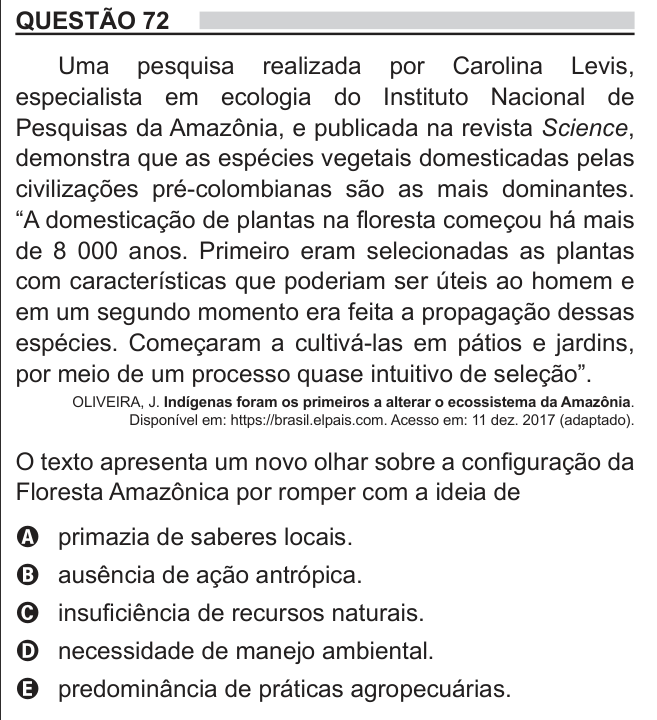 QUESTÃO 72
Uma pesquisa realizada por Carolina Levis,
especialista em ecologia do Instituto Nacional de
Pesquisas da Amazônia, e publicada na revista Science,
demonstra que as espécies vegetais domesticadas pelas
civilizações pré-colombianas são as mais dominantes.
“A domesticação de plantas na floresta começou há mais
de 8 000 anos. Primeiro eram selecionadas as plantas
com características que poderiam ser úteis ao homem e
em um segundo momento era feita a propagação dessas
espécies. Começaram a cultivá-las em pátios e jardins,
por meio de um processo quase intuitivo de seleção”.
OLIVEIRA, J. Indígenas foram os primeiros a alterar o ecossistema da Amazônia.
Disponível em: https://brasil.elpais.com. Acesso em: 11 dez. 2017 (adaptado).
O texto apresenta um novo olhar sobre a configuração da
Floresta Amazônica por romper com a ideia de
A primazia de saberes locais.
B ausência de ação antrópica.
C insuficiência de recursos naturais.
D necessidade de manejo ambiental.
E predominância de práticas agropecuárias.